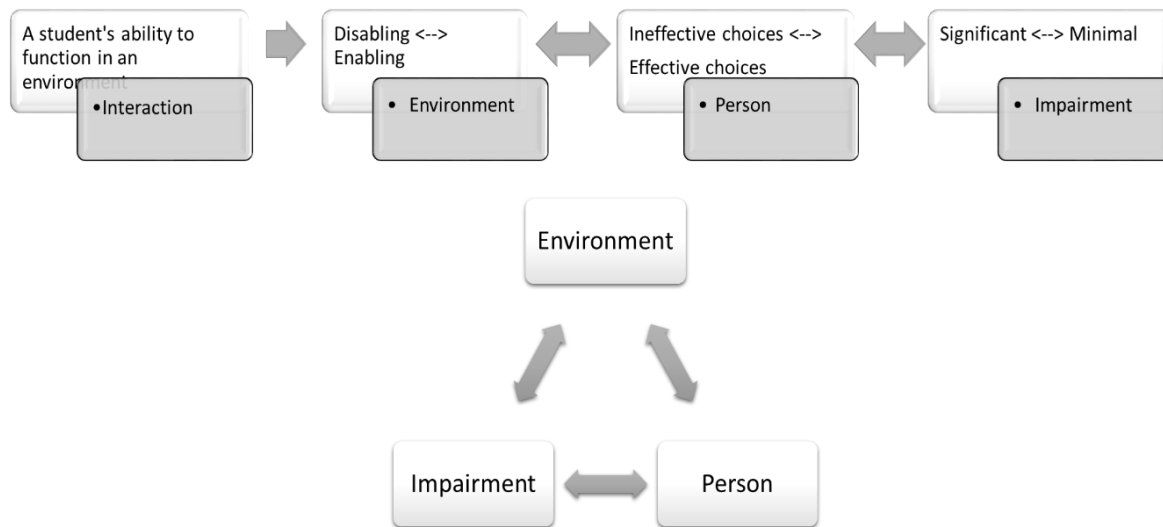 A student's ability to
function in an
environment
•Interaction
Disabling <-->
Enabling
• Environment
Ineffective choices <-->
Effective choices
• Person
Significant <--> Minimal
• Impairment
Environment
Impairment
Person